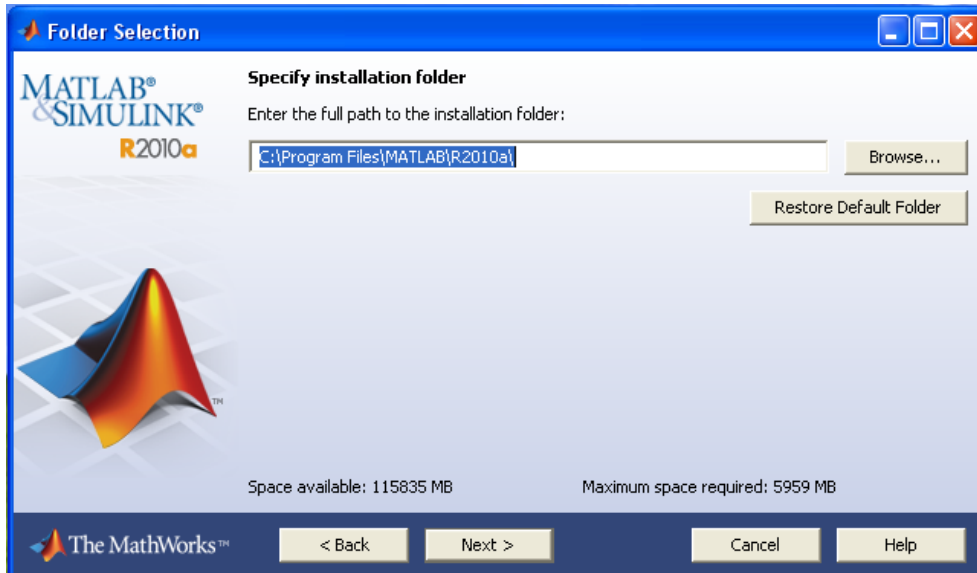 Folder Selection
MATLAB®
&SIMULINK®
R2010a
Specify installation folder
Enter the full path to the installation folder:
C:\Program Files\MATLAB\R2010a\
Browse...
Restore Default Folder
TM
Space available: 115835 MB
Maximum space required: 5959 MB
The MathWorks™
< Back
Next >
Cancel
Help